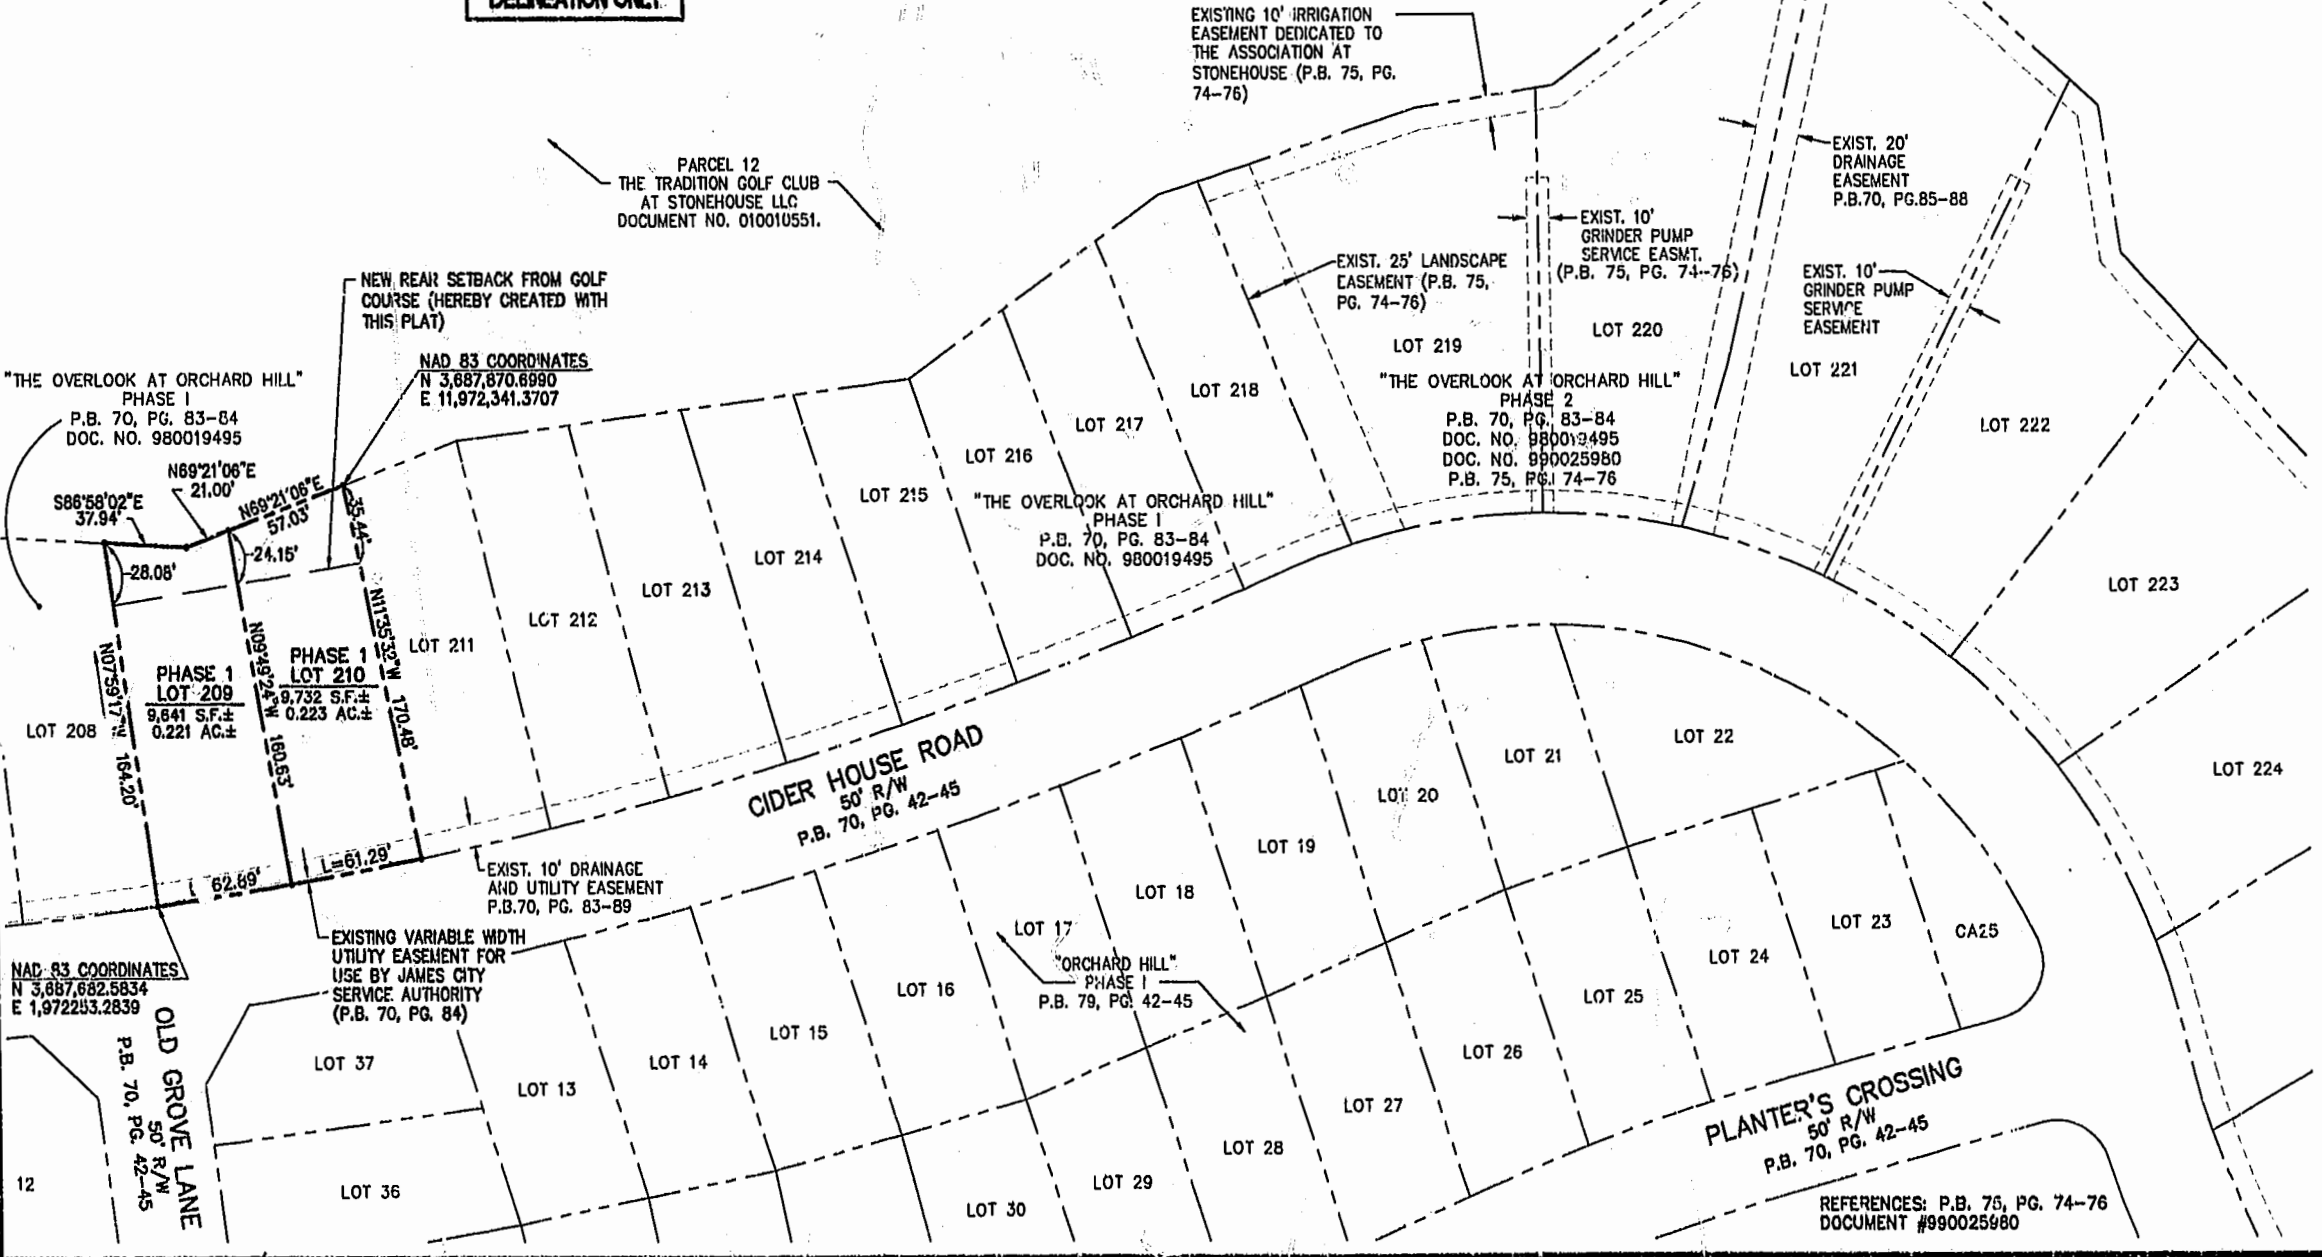 DELINEATION ONLY
EXISTING 10' IRRIGATION
EASEMENT DEDICATED TO
THE ASSOCIATION AT
STONEHOUSE (P.B. 75, PG.
74-76)
PARCEL 12
THE TRADITION GOLF CLUB
AT STONEHOUSE LLC
DOCUMENT NO. 010010551.
EXIST. 20'
DRAINAGE
EASEMENT
P.B.70, PG.85-88
EXIST. 10'
GRINDER PUMP
SERVICE EASMT.
(P.B. 75, PG. 74-76)
EXIST. 25' LANDSCAPE
EASEMENT (P.B. 75,
PG. 74-76)
EXIST. 10'
GRINDER PUMP
SERVICE
EASEMENT
NEW REAR SETBACK FROM GOLF
COURSE (HEREBY CREATED WITH
THIS PLAT)
NAD 83 COORDINATES
N 3,687,870.6990
E 11,972,341.3707
"THE OVERLOOK AT ORCHARD HILL"
PHASE I
P.B. 70, PG. 83-84
DOC. NO. 980019495
N69°21'06"E
21.00'
S86°58'02"E
37.94'
N69°21'06"E
57.03'
35.44'
24.15'
28.08'
N07°59'17"W 164.20'
N09°49'24"W 160.63'
N11°35'32"W 170.48'
PHASE 1
LOT 209
9,641 S.F.±
0.221 AC.±
PHASE 1
LOT 210
9,732 S.F.±
0.223 AC.±
LOT 208
LOT 211
LOT 212
LOT 213
LOT 214
LOT 215
LOT 216
LOT 217
LOT 218
LOT 219
LOT 220
LOT 221
LOT 222
LOT 223
LOT 224
"THE OVERLOOK AT ORCHARD HILL"
PHASE 2
P.B. 70, PG. 83-84
DOC. NO. 980019495
DOC. NO. 990025980
P.B. 75, PG. 74-76
"THE OVERLOOK AT ORCHARD HILL"
PHASE I
P.B. 70, PG. 83-84
DOC. NO. 980019495
CIDER HOUSE ROAD
50' R/W
P.B. 70, PG. 42-45
62.89'
L=61.29'
EXIST. 10' DRAINAGE
AND UTILITY EASEMENT
P.B.70, PG. 83-89
EXISTING VARIABLE WIDTH
UTILITY EASEMENT FOR
USE BY JAMES CITY
SERVICE AUTHORITY
(P.B. 70, PG. 84)
NAD 83 COORDINATES
N 3,687,682.5834
E 1,972253.2839
OLD GROVE LANE
50' R/W
P.B. 70, PG. 42-45
12
LOT 37
LOT 36
LOT 13
LOT 14
LOT 15
LOT 16
LOT 17
LOT 18
LOT 19
LOT 20
LOT 21
LOT 22
LOT 23
CA25
LOT 24
LOT 25
LOT 26
LOT 27
LOT 28
LOT 29
LOT 30
"ORCHARD HILL"
PHASE I
P.B. 79, PG. 42-45
PLANTER'S CROSSING
50' R/W
P.B. 70, PG. 42-45
REFERENCES: P.B. 75, PG. 74-76
DOCUMENT #990025980